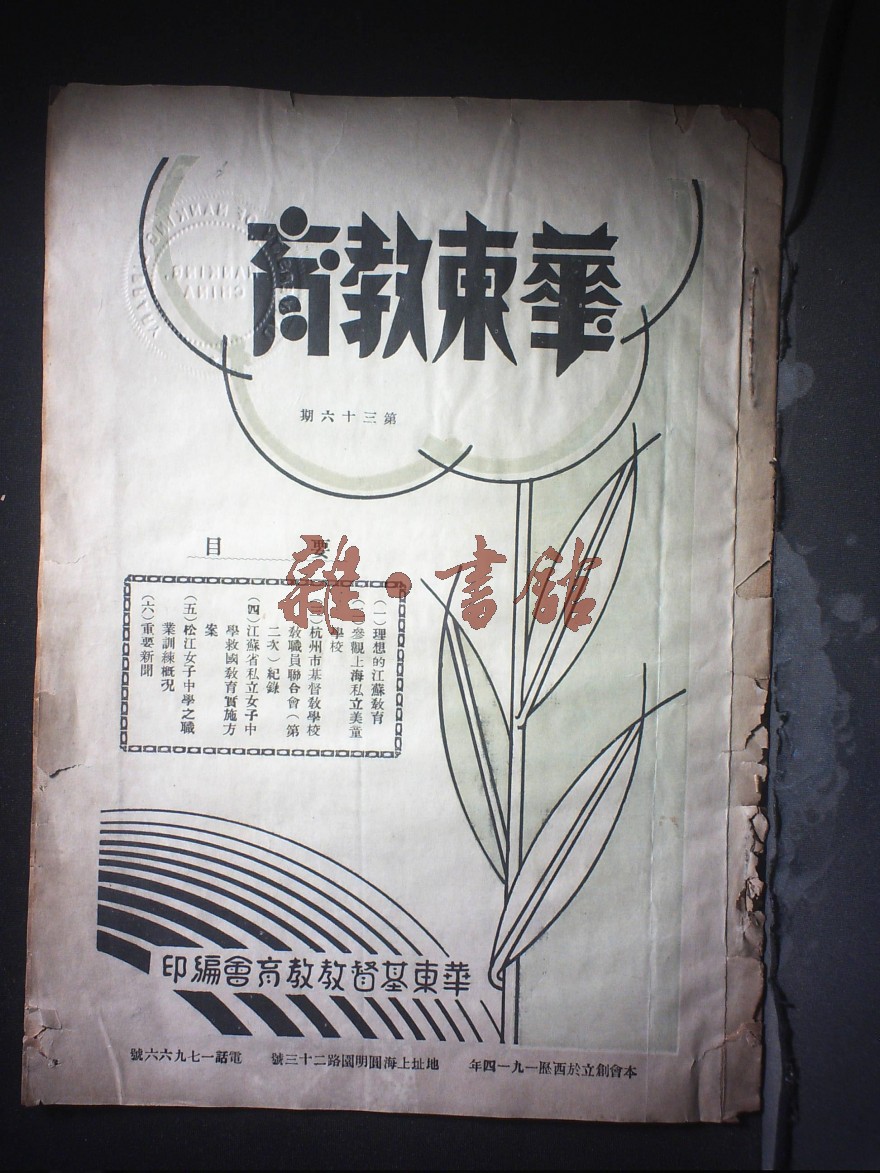 華東教育
第三十六期
要目
(一)理想的江蘇教育
(二)參觀上海私立美童
學校
(三)杭州市基督教學校
教職員聯合會(第
二次)紀錄
(四)江蘇省私立女子中
學救國教育實施方
案
(五)松江女子中學之職
業訓練概況
(六)重要新聞
華東基督教教育會編印
本會創立於西歷一九一四年 地址上海圓明園路二十三號 電話一七九六六號
雜·書館
NANKING,
CHINA